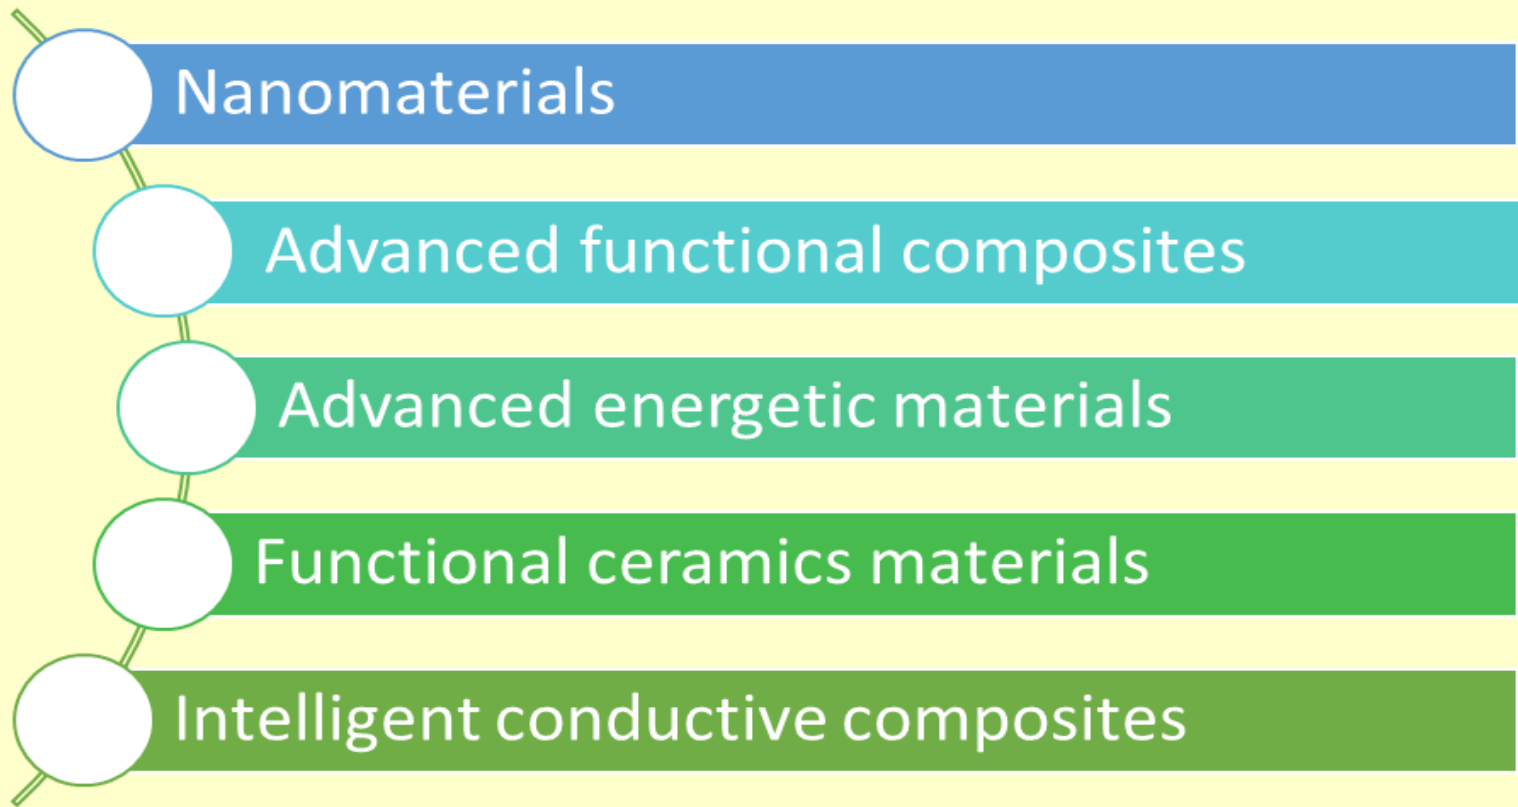 Nanomaterials
Advanced functional composites
Advanced energetic materials
Functional ceramics materials
Intelligent conductive composites